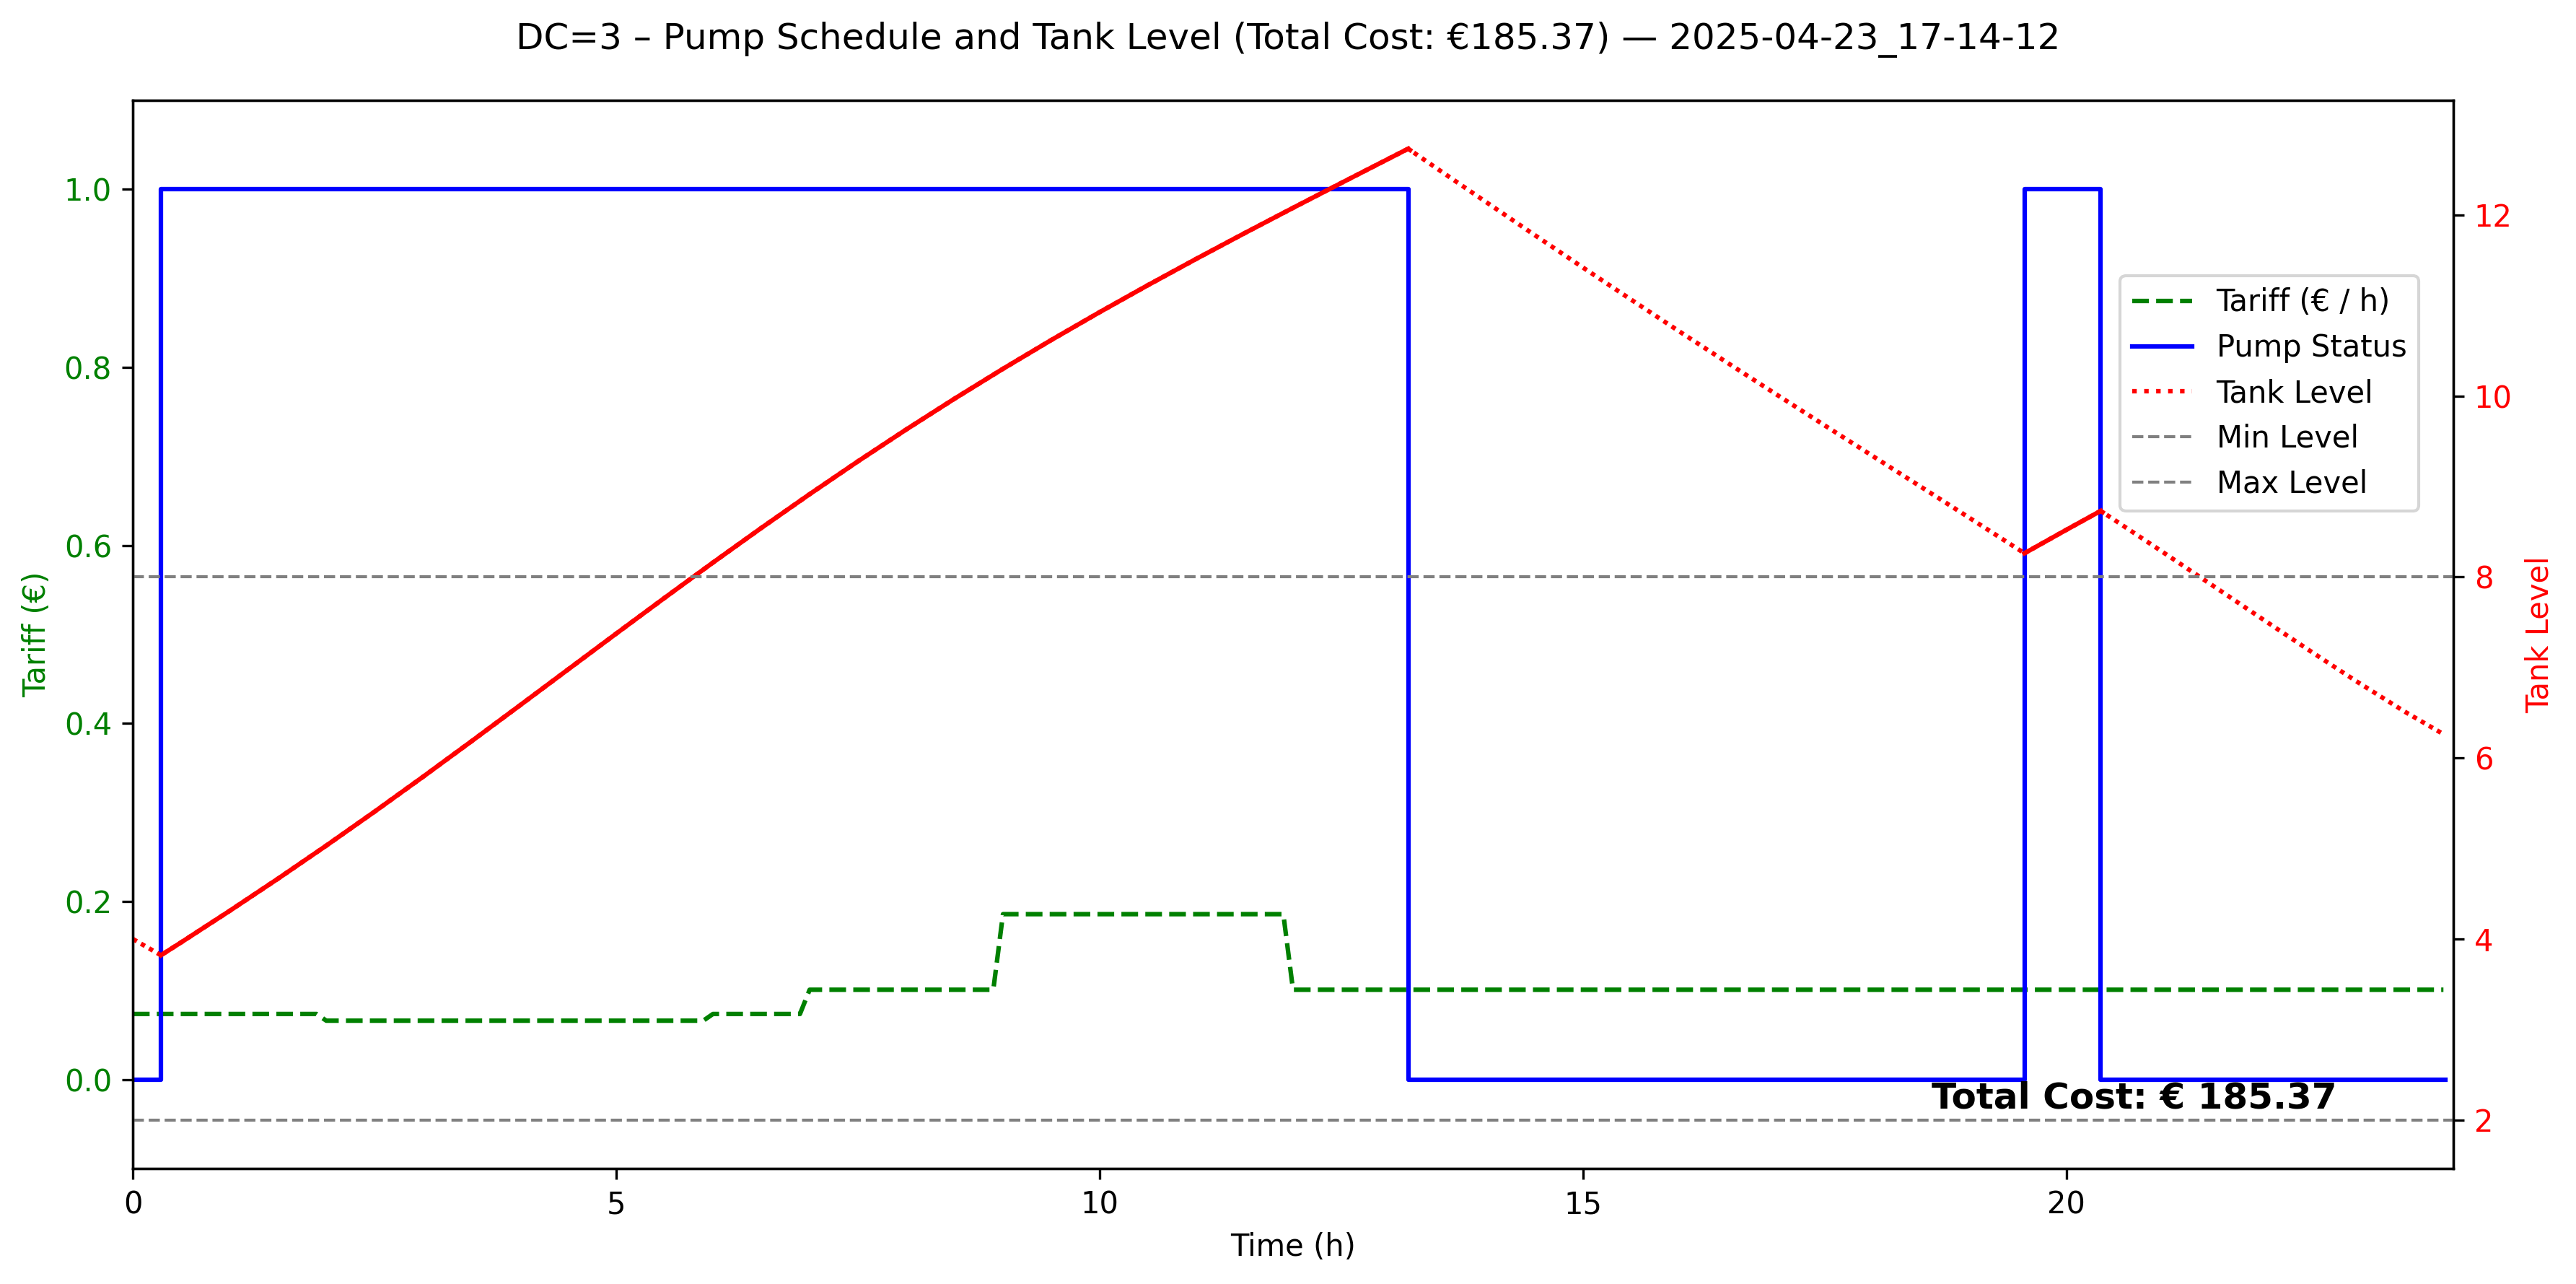 DC=3 – Pump Schedule and Tank Level (Total Cost: €185.37) — 2025-04-23_17-14-12
Tariff (€)
1.0
0.8
0.6
0.4
0.2
0.0
12
10
8
6
4
2
Tank Level
Tariff (€ / h)
Pump Status
Tank Level
Min Level
Max Level
Total Cost: € 185.37
0
5
10
15
20
Time (h)